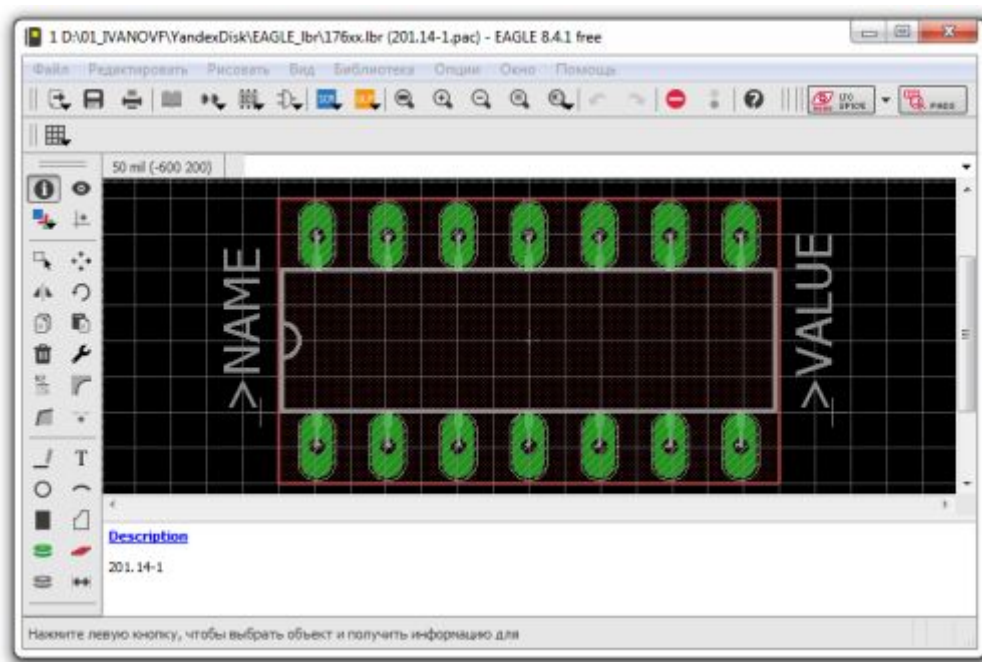 1 D:\01_IVANOVF\YandexDisk\EAGLE_lbr\176xx.lbr (201.14-1.pac) - EAGLE 8.4.1 free
Файл Редактировать Рисовать Вид Библиотека Опции Окно Помощь
50 mil (-600 200)
>NAME
>VALUE
Description
201.14-1
Нажмите левую кнопку, чтобы выбрать объект и получить информацию для